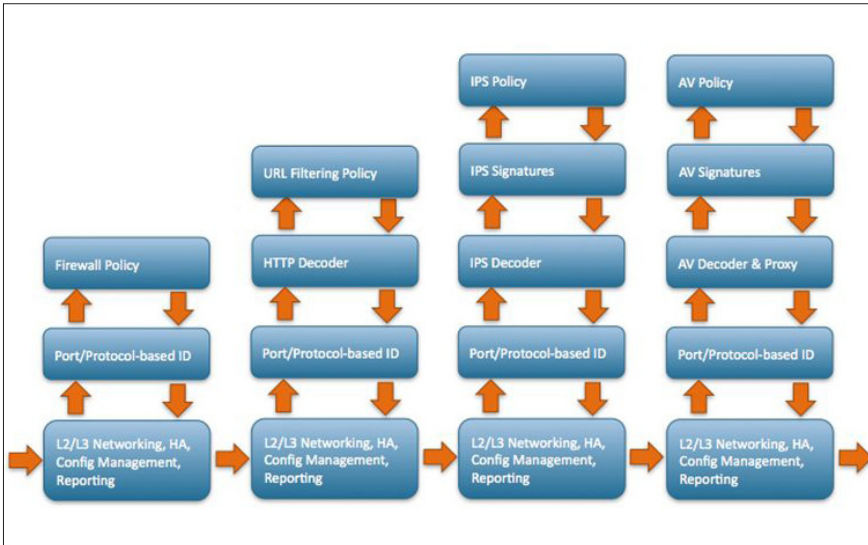 IPS Policy
AV Policy
URL Filtering Policy
IPS Signatures
AV Signatures
Firewall Policy
HTTP Decoder
IPS Decoder
AV Decoder & Proxy
Port/Protocol-based ID
Port/Protocol-based ID
Port/Protocol-based ID
Port/Protocol-based ID
L2/L3 Networking, HA,
Config Management,
Reporting
L2/L3 Networking, HA,
Config Management,
Reporting
L2/L3 Networking, HA,
Config Management,
Reporting
L2/L3 Networking, HA,
Config Management,
Reporting